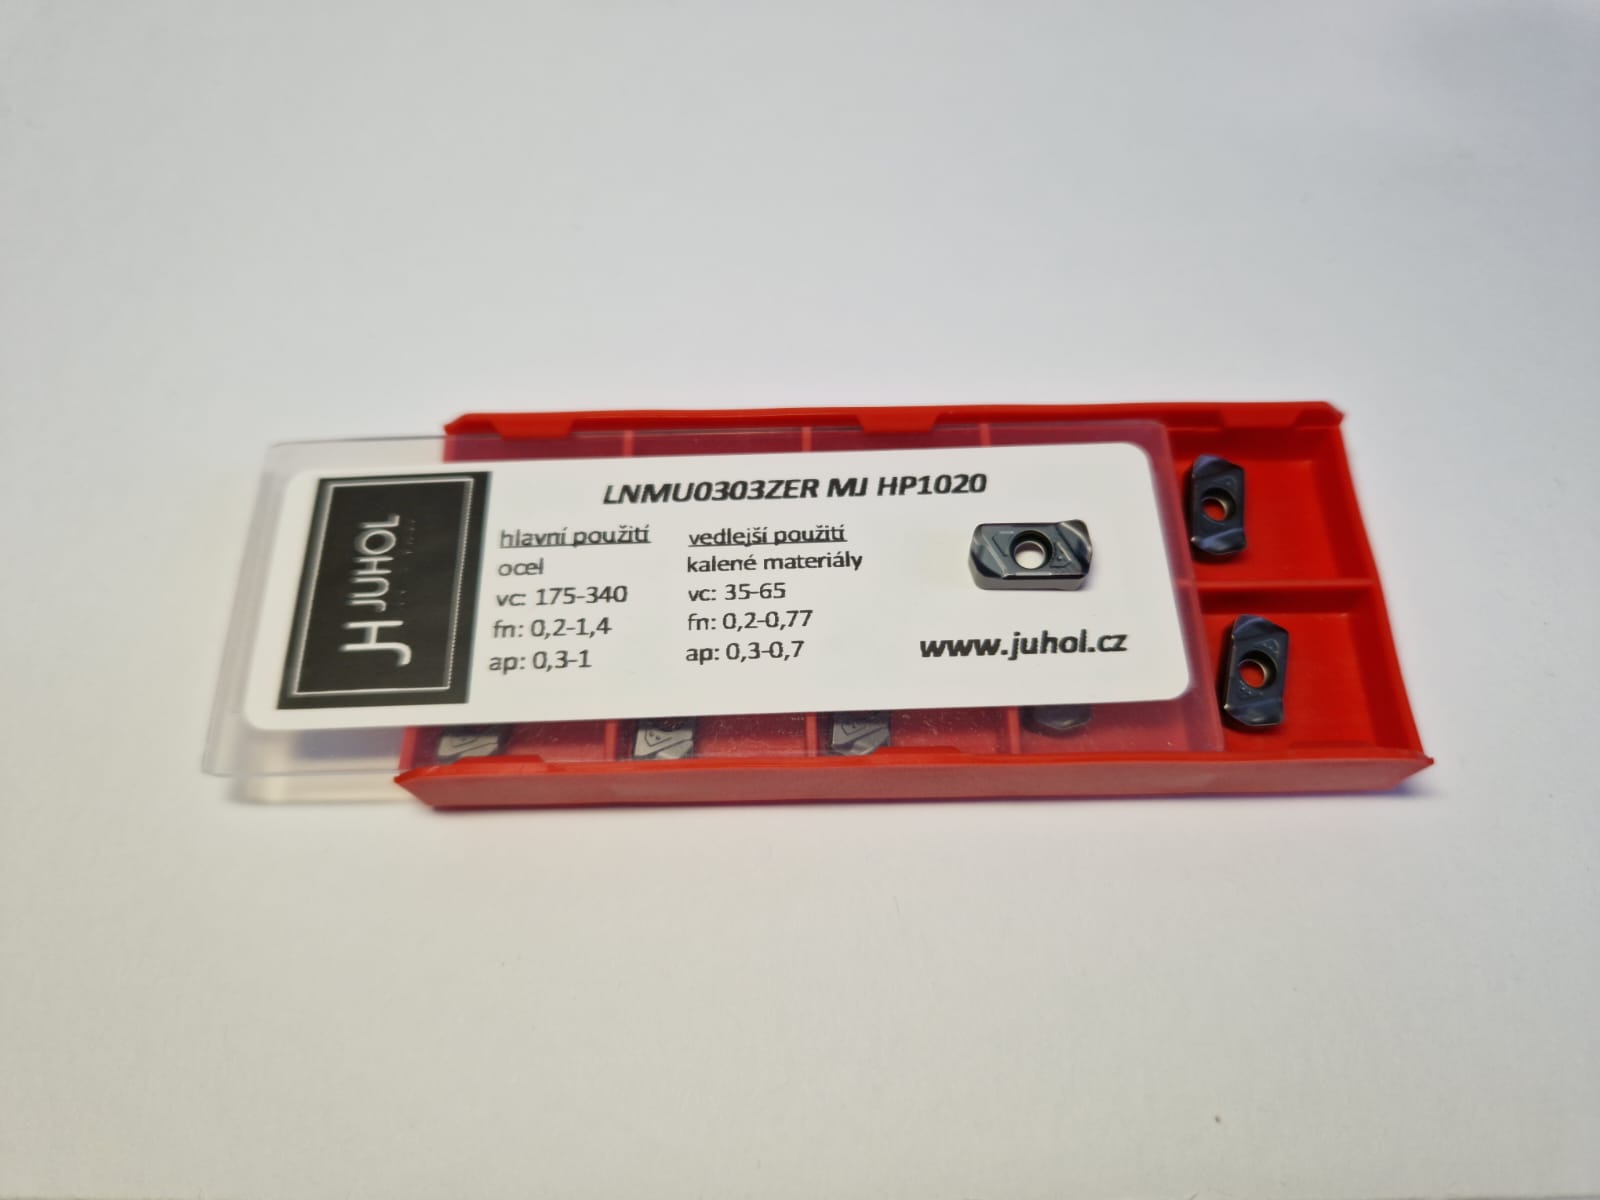 JH JUHOL
LNMU0303ZER MJ HP1020
hlavní použití
ocel
vc: 175-340
fn: 0,2-1,4
ap: 0,3-1
vedlejší použití
kalené materiály
vc: 35-65
fn: 0,2-0,77
ap: 0,3-0,7
www.juhol.cz